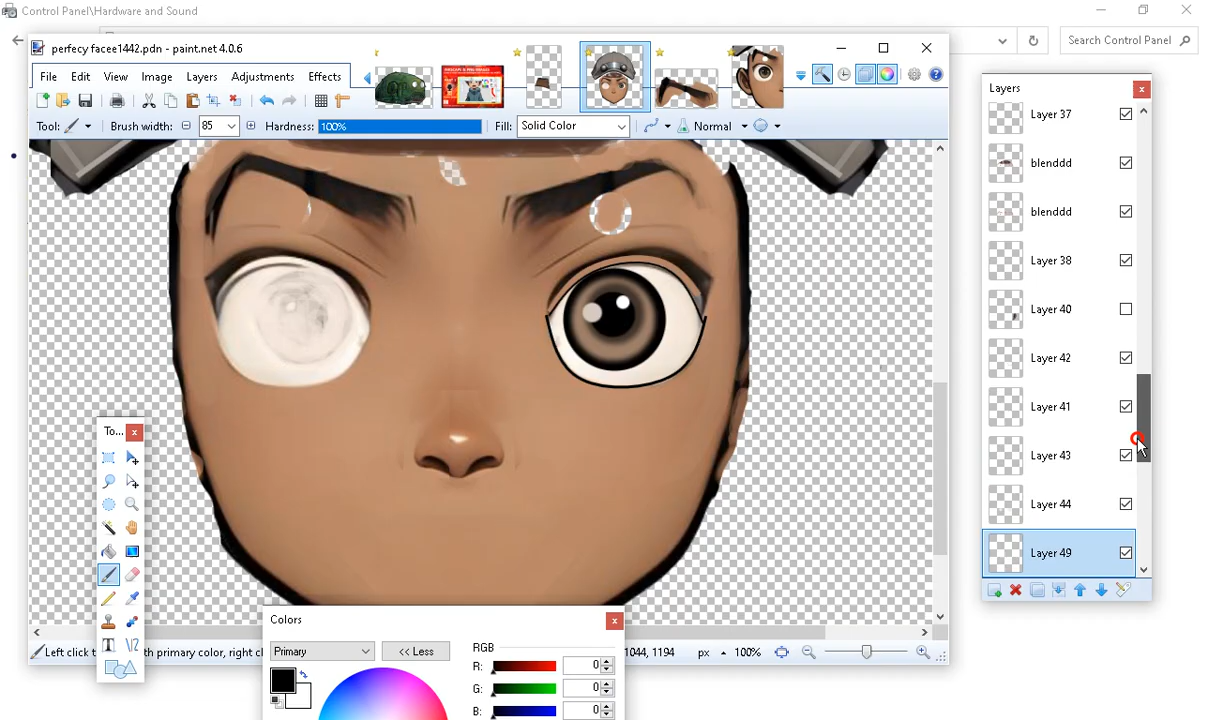 Control Panel\Hardware and Sound
Search Control Panel
perfecy facee1442.pdn - paint.net 4.0.6
File Edit View Image Adjustments Effects
Tool: Brush width: 85 Hardness: 100% Fill: Solid Color Normal
Layers
Layer 37
blenddd
blenddd
Layer 38
Layer 40
Layer 42
Layer 41
Layer 43
Layer 44
Layer 49
To...
Colors
Primary
<< Less
RGB
R: 0
G: 0
B: 0
Left click t
th primary color, right cl
1044, 1194 px 100%